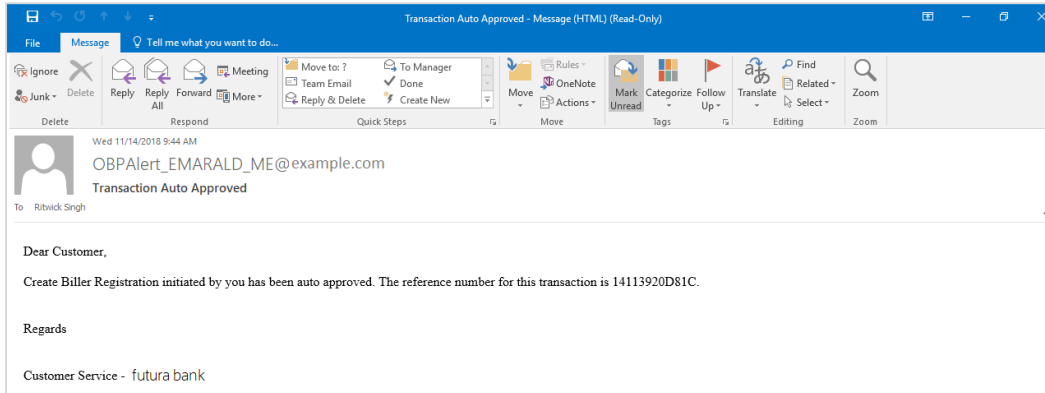 Transaction Auto Approved - Message (HTML) (Read-Only)
File Message Tell me what you want to do...
Ignore
Junk
Delete
Reply
Reply All
Forward
Meeting
More
Move to: ?
Team Email
Reply & Delete
To Manager
Done
Create New
Move
Rules
OneNote
Actions
Mark Unread
Categorize
Follow Up
Translate
Find
Related
Select
Zoom
Delete Respond Quick Steps Move Tags Editing Zoom
Wed 11/14/2018 9:44 AM
OBPAlert_EMARALD_ME@example.com
Transaction Auto Approved
To Ritwick Singh
Dear Customer,
Create Biller Registration initiated by you has been auto approved. The reference number for this transaction is 14113920D81C.
Regards
Customer Service - futura bank